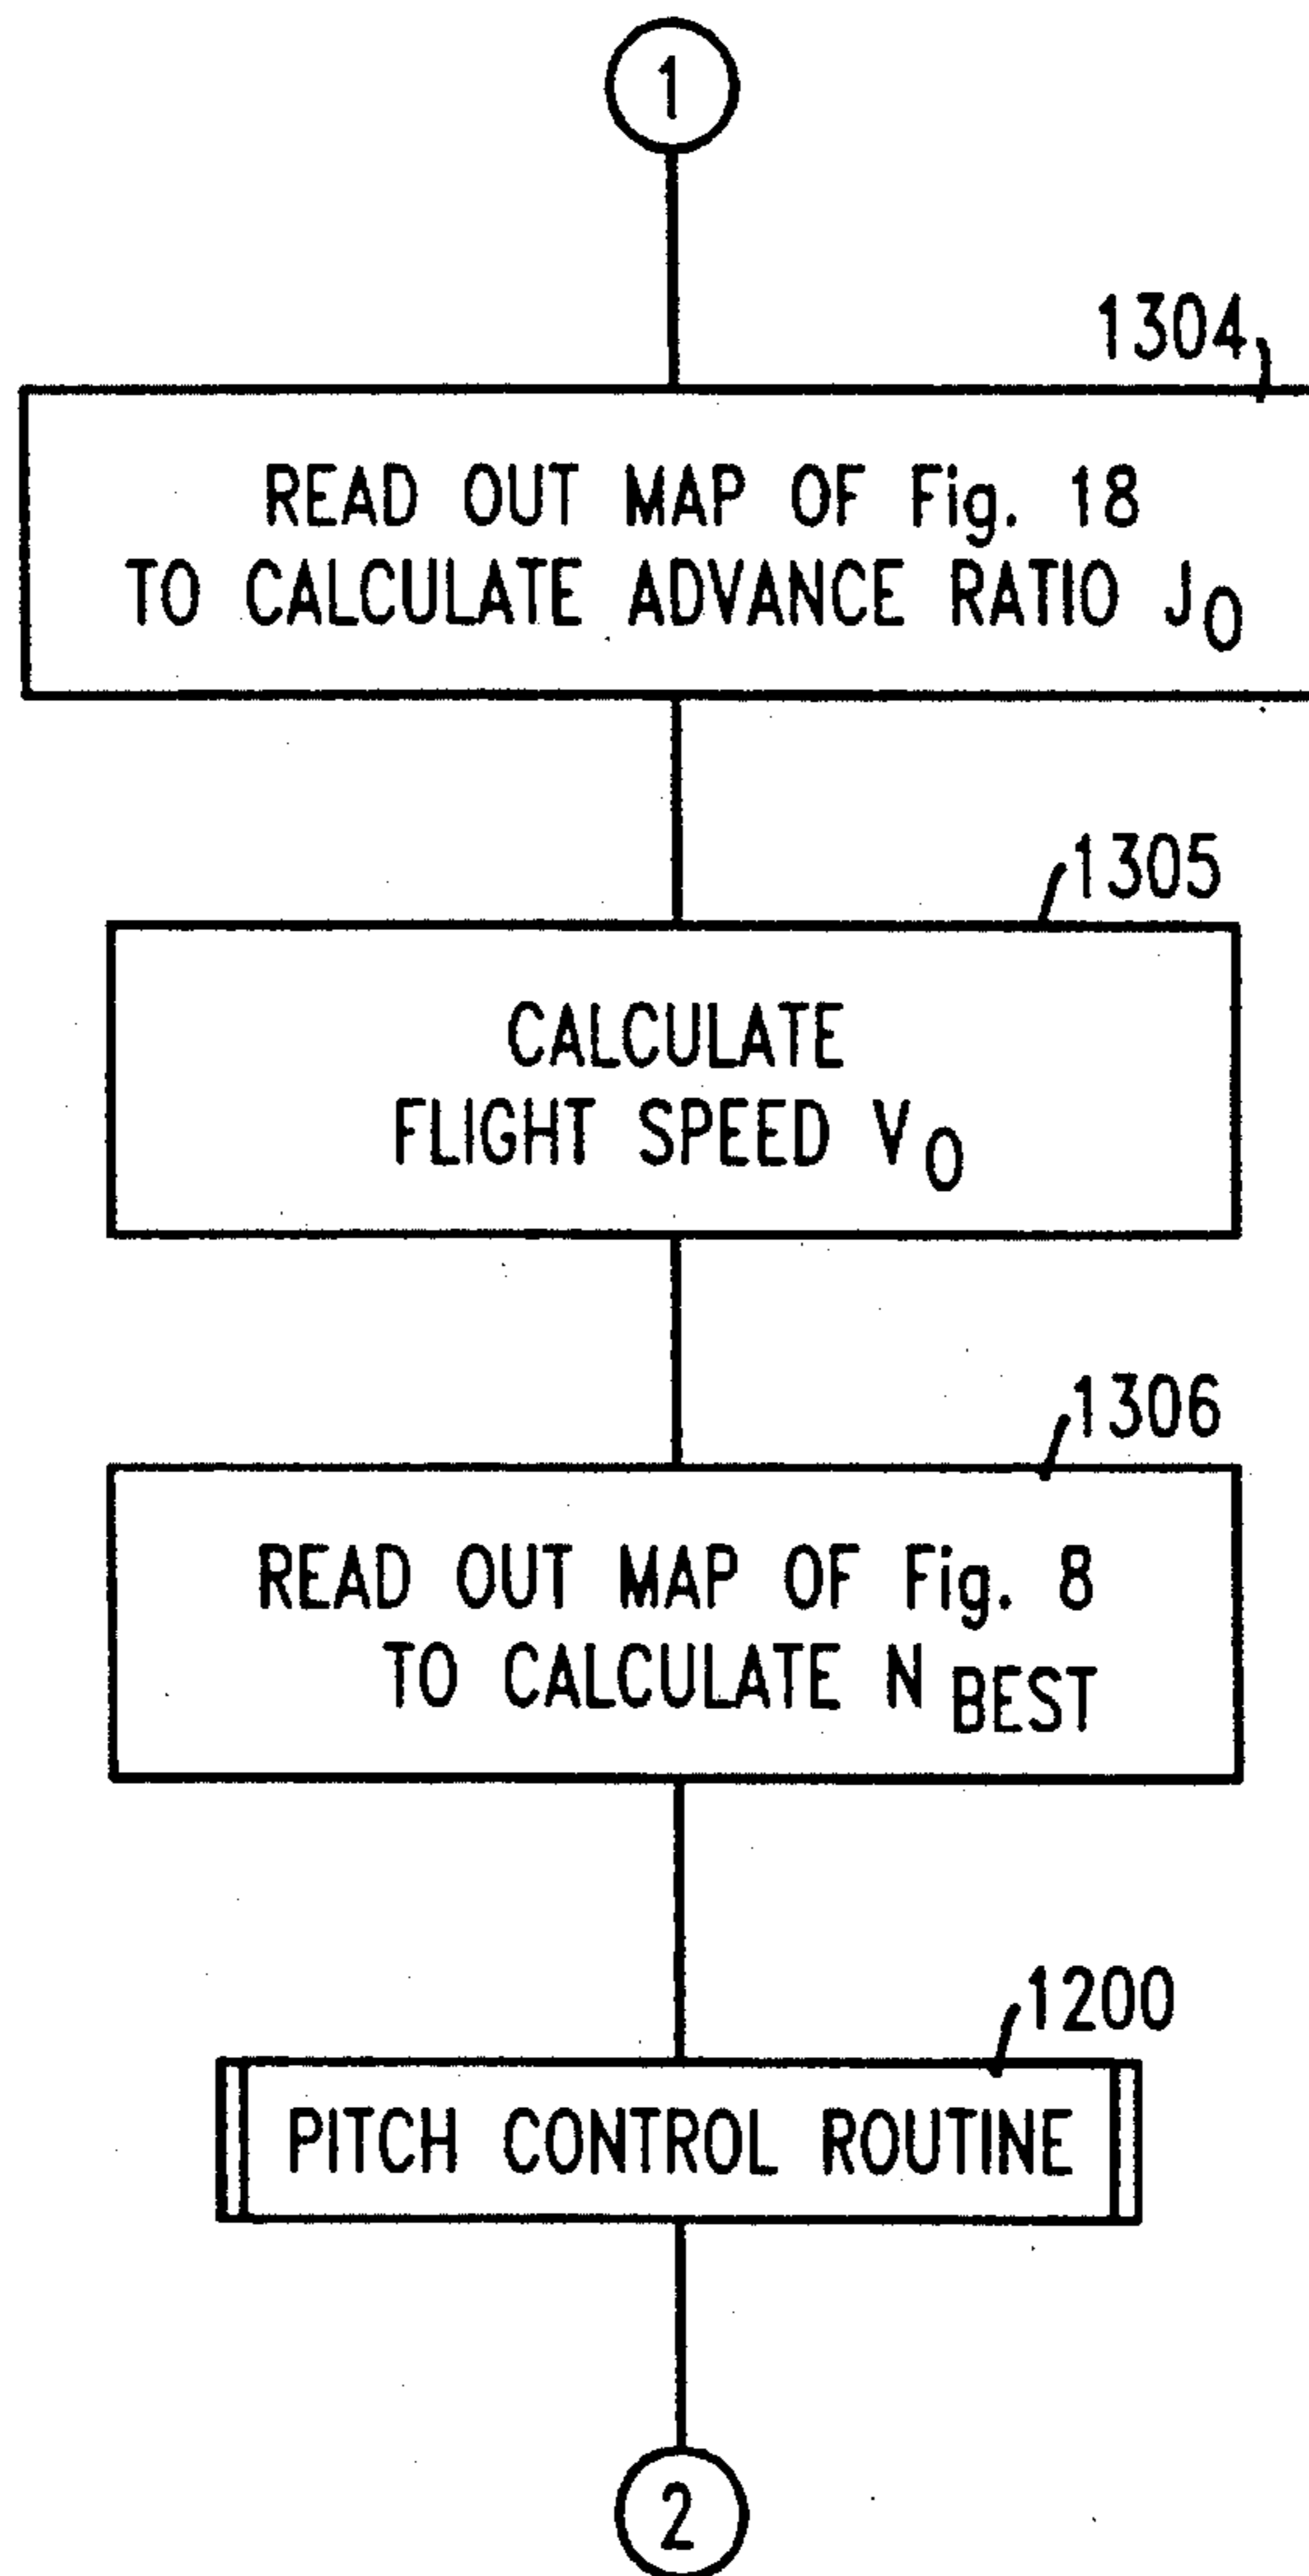 1
1304
READ OUT MAP OF Fig. 18
TO CALCULATE ADVANCE RATIO J0
1305
CALCULATE
FLIGHT SPEED V0
1306
READ OUT MAP OF Fig. 8
TO CALCULATE N BEST
1200
PITCH CONTROL ROUTINE
2